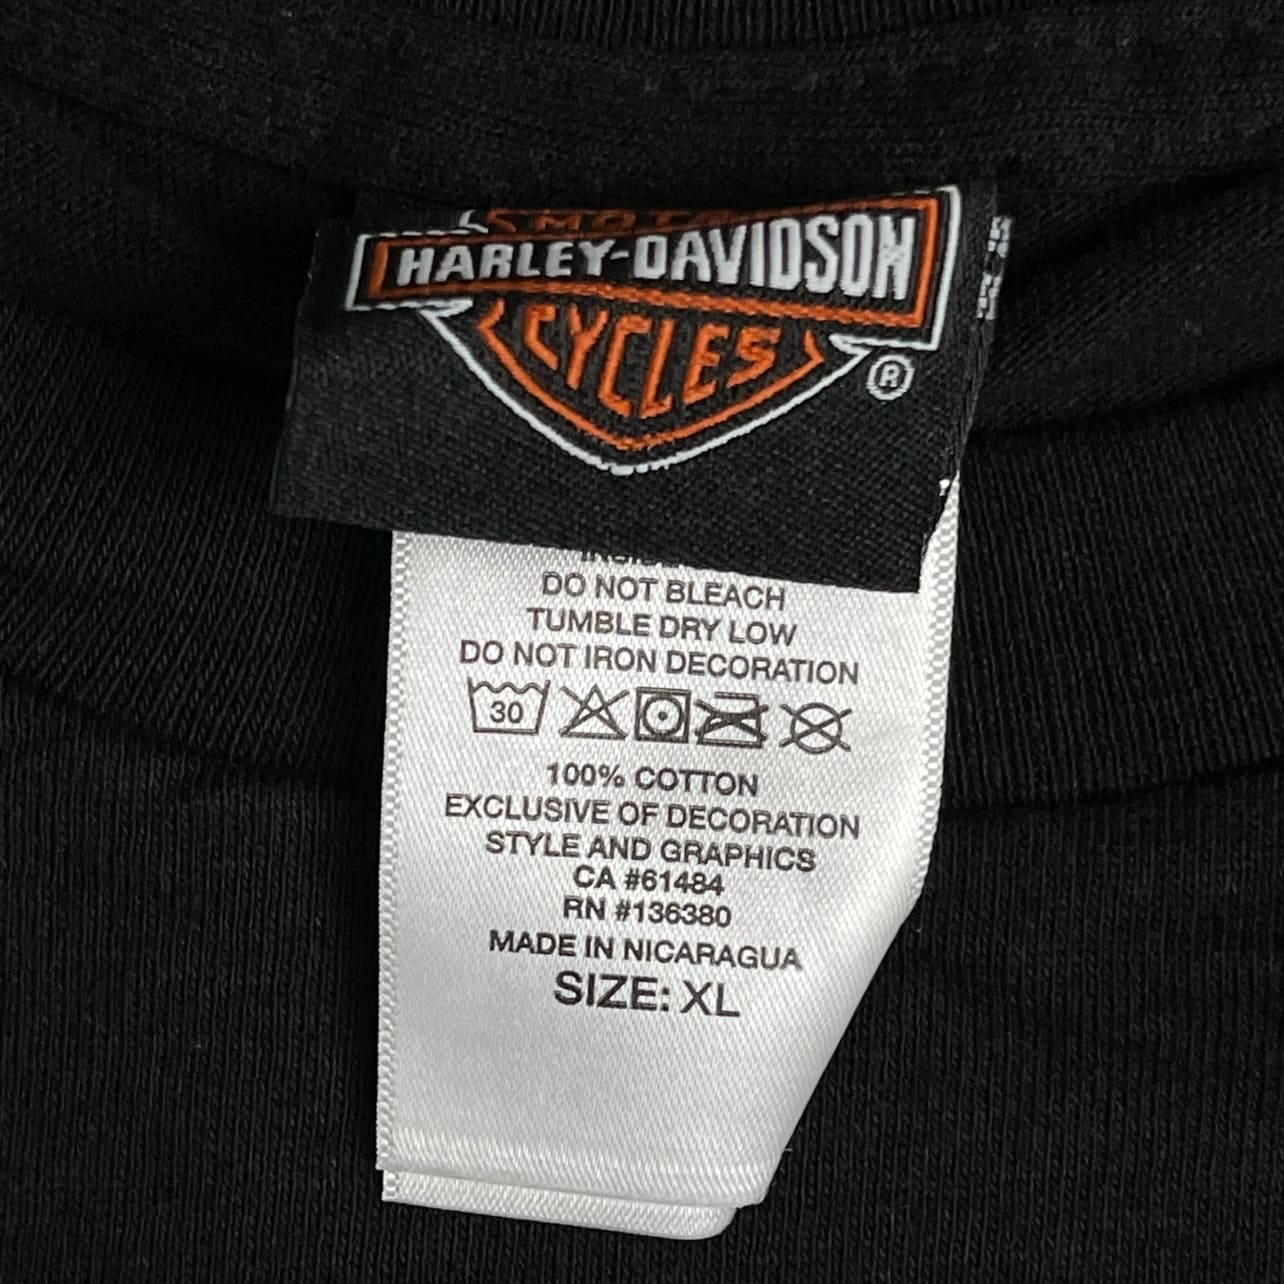 HARLEY-DAVIDSON
CYCLES
®
DO NOT BLEACH
TUMBLE DRY LOW
DO NOT IRON DECORATION
30
100% COTTON
EXCLUSIVE OF DECORATION
STYLE AND GRAPHICS
CA #61484
RN #136380
MADE IN NICARAGUA
SIZE: XL